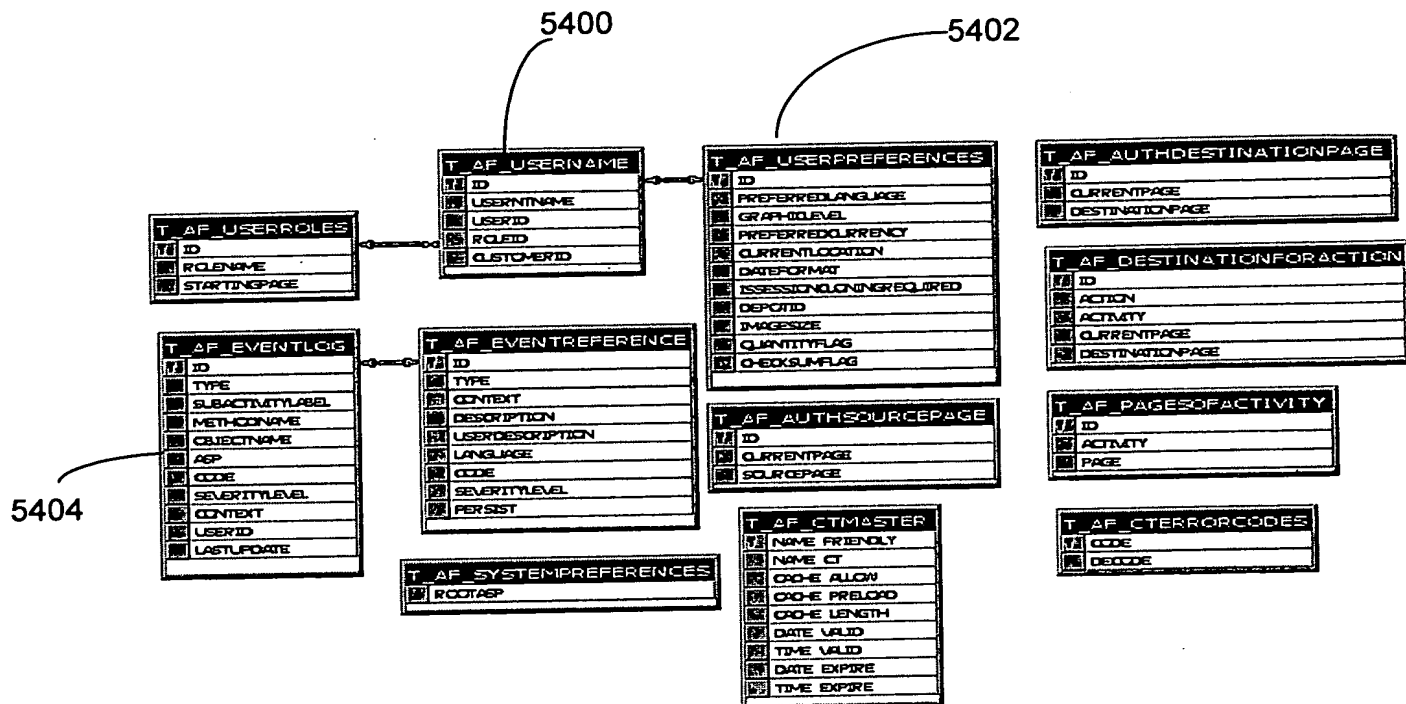 5400
5402
T_AF_USERNAME
ID
USERNTNAME
USERID
ROLEID
CUSTOMERID
T_AF_USERPREFERENCES
ID
PREFERREDLANGUAGE
GRAPHICLEVEL
PREFERREDCURRENCY
CURRENTLOCATION
DATEFORMAT
ISSESSIONCLONINGREQUIRED
DEPOTID
IMAGESIZE
QUANTITYFLAG
CHECKSUMFLAG
T_AF_AUTHDESTINATIONPAGE
ID
CURRENTPAGE
DESTINATIONPAGE
T_AF_USERROLES
ID
ROLENAME
STARTINGPAGE
T_AF_DESTINATIONFORACTION
ID
ACTION
ACTIVITY
CURRENTPAGE
DESTINATIONPAGE
T_AF_EVENTLOG
ID
TYPE
SUBACTIVITYLABEL
METHODNAME
OBJECTNAME
ASP
CODE
SEVERITYLEVEL
CONTEXT
USERID
LASTUPDATE
5404
T_AF_EVENTREFERENCE
ID
TYPE
CONTEXT
DESCRIPTION
USERDESCRIPTION
LANGUAGE
CODE
SEVERITYLEVEL
PERSIST
T_AF_AUTHSOURCEPAGE
ID
CURRENTPAGE
SOURCEPAGE
T_AF_PAGESOFACTIVITY
ID
ACTIVITY
PAGE
T_AF_SYSTEMPREFERENCES
ROOTASP
T_AF_CTMASTER
NAME FRIENDLY
NAME CT
CACHE ALLOW
CACHE PRELOAD
CACHE LENGTH
DATE VALID
TIME VALID
DATE EXPIRE
TIME EXPIRE
T_AF_CTERRORCODES
CODE
DECODE